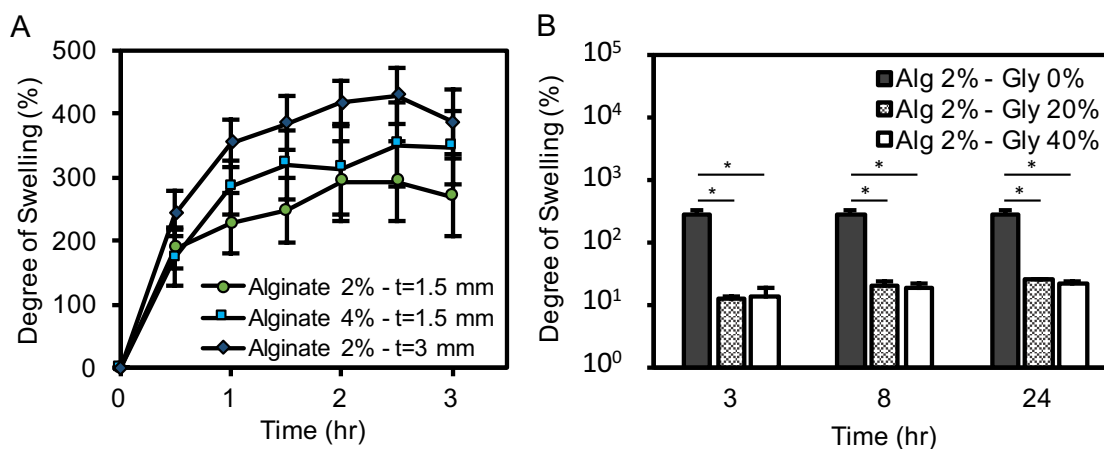 A
Degree of Swelling (%)
500
400
300
200
100
0
0 1 2 3
Time (hr)
Alginate 2% - t=1.5 mm
Alginate 4% - t=1.5 mm
Alginate 2% - t=3 mm
B
Degree of Swelling (%)
10⁵
10⁴
10³
10²
10¹
10⁰
Alg 2% - Gly 0%
Alg 2% - Gly 20%
Alg 2% - Gly 40%
* * *
* * *
3 8 24
Time (hr)